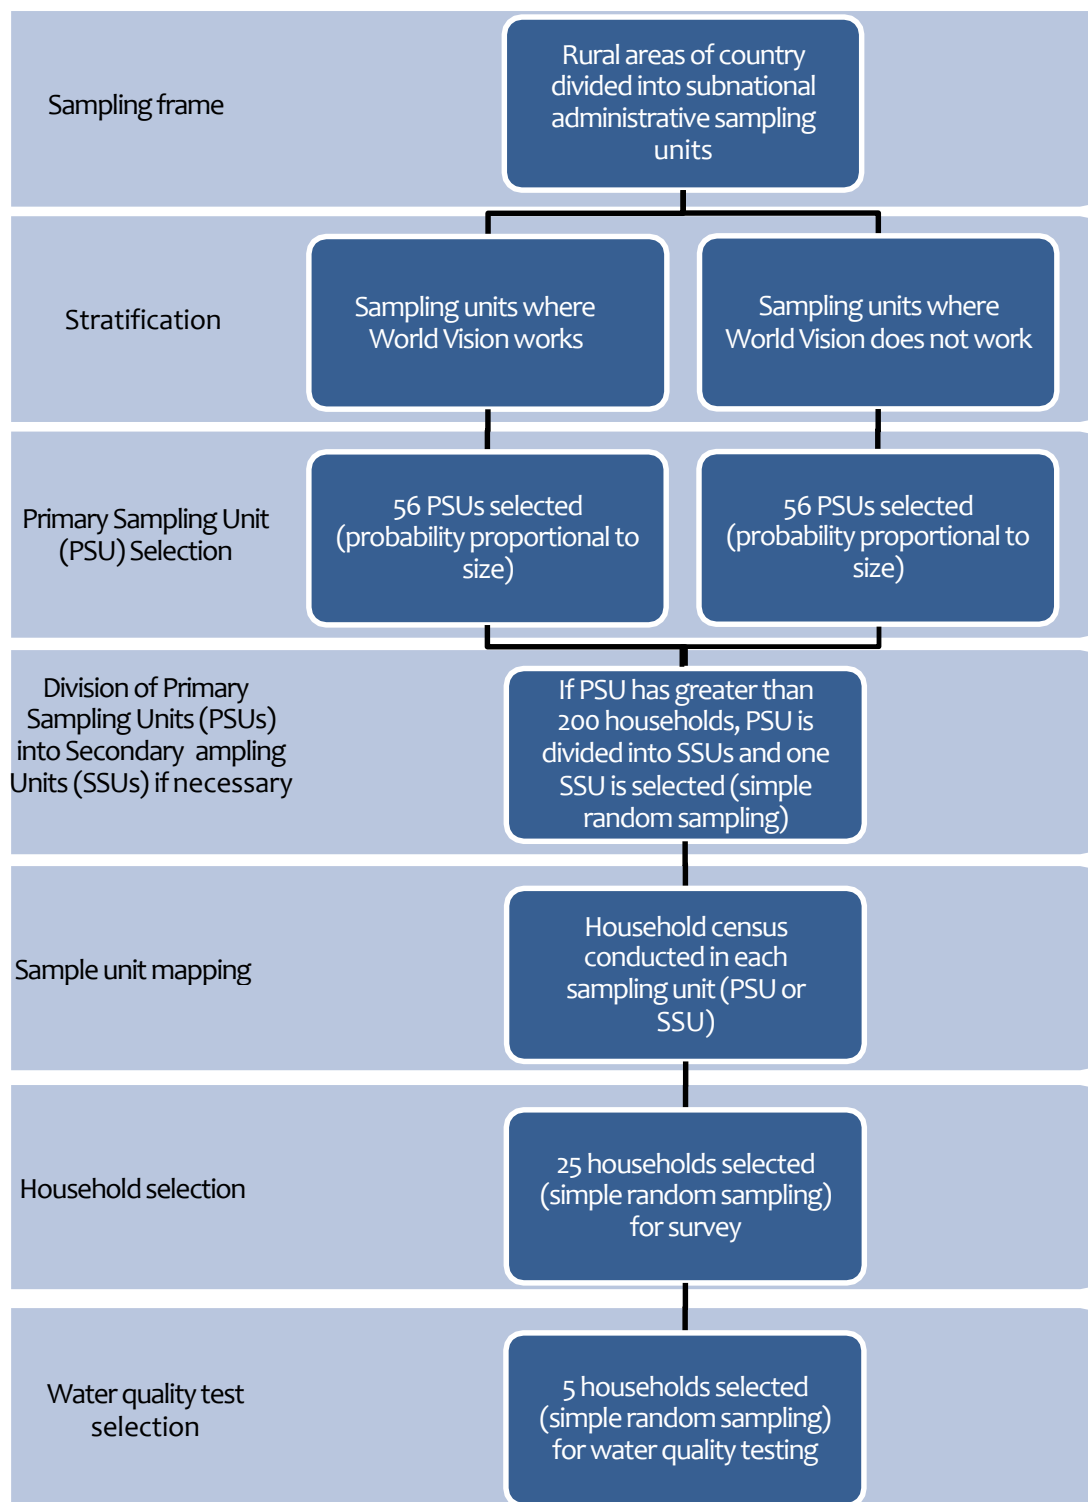 Sampling frame
Rural areas of country
divided into subnational
administrative sampling
units
Stratification
Sampling units where
World Vision works
Sampling units where
World Vision does not work
Primary Sampling Unit
(PSU) Selection
56 PSUs selected
(probability proportional to
size)
56 PSUs selected
(probability proportional to
size)
Division of Primary
Sampling Units (PSUs)
into Secondary ampling
Units (SSUs) if necessary
If PSU has greater than
200 households, PSU is
divided into SSUs and one
SSU is selected (simple
random sampling)
Sample unit mapping
Household census
conducted in each
sampling unit (PSU or
SSU)
Household selection
25 households selected
(simple random sampling)
for survey
Water quality test
selection
5 households selected
(simple random sampling)
for water quality testing